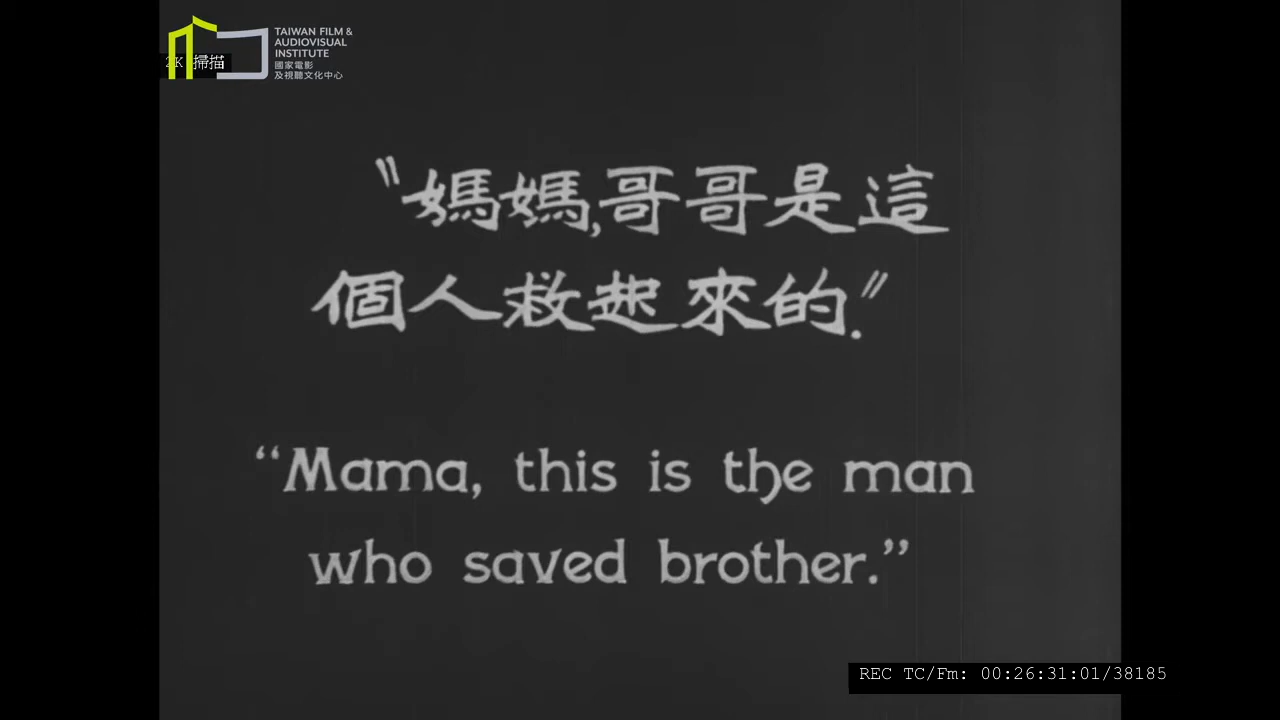 TAIWAN FILM &
AUDIOVISUAL
INSTITUTE
國家電影
及視聽文化中心
2K 掃描
〝媽媽,哥哥是這
個人救起來的.〞
“Mama, this is the man
who saved brother.”
REC TC/Fm: 00:26:31:01/38185